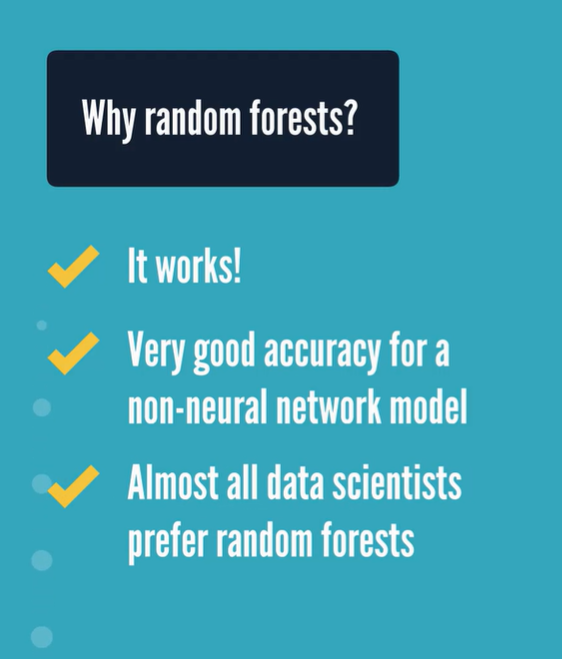 Why random forests?
It works!
Very good accuracy for a
non-neural network model
Almost all data scientists
prefer random forests